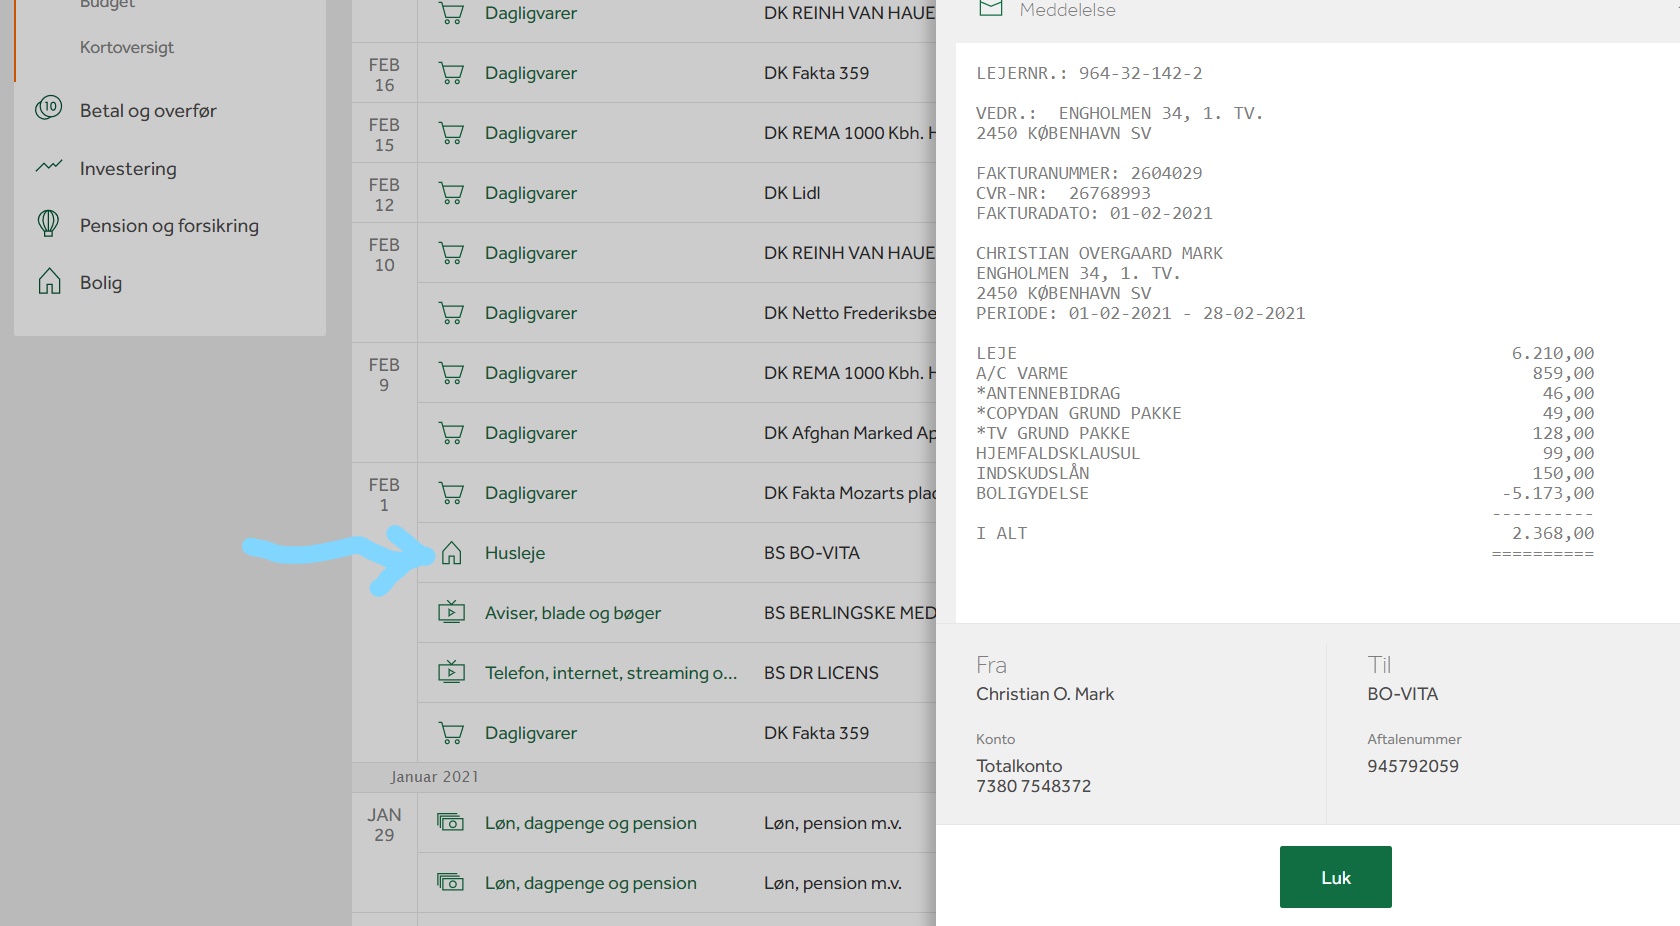 Budget
Kortoversigt
Betal og overfør
Investering
Pension og forsikring
Bolig
Dagligvarer DK REINH VAN HAUE
FEB 16 Dagligvarer DK Fakta 359
FEB 15 Dagligvarer DK REMA 1000 Kbh. H
FEB 12 Dagligvarer DK Lidl
FEB 10 Dagligvarer DK REINH VAN HAUE
Dagligvarer DK Netto Frederiksbe
FEB 9 Dagligvarer DK REMA 1000 Kbh. H
Dagligvarer DK Afghan Marked Ap
FEB 1 Dagligvarer DK Fakta Mozarts plad
Husleje BS BO-VITA
Aviser, blade og bøger BS BERLINGSKE MED
Telefon, internet, streaming o... BS DR LICENS
Dagligvarer DK Fakta 359
Januar 2021
JAN 29 Løn, dagpenge og pension Løn, pension m.v.
Løn, dagpenge og pension Løn, pension m.v.
Meddelelse
LEJERNR.: 964-32-142-2
VEDR.: ENGHOLMEN 34, 1. TV.
2450 KØBENHAVN SV
FAKTURANUMMER: 2604029
CVR-NR: 26768993
FAKTURADATO: 01-02-2021
CHRISTIAN OVERGAARD MARK
ENGHOLMEN 34, 1. TV.
2450 KØBENHAVN SV
PERIODE: 01-02-2021 - 28-02-2021
LEJE 6.210,00
A/C VARME 859,00
*ANTENNEBIDRAG 46,00
*COPYDAN GRUND PAKKE 49,00
*TV GRUND PAKKE 128,00
HJEMFALDSKLAUSUL 99,00
INDSKUDSLÅN 150,00
BOLIGYDELSE -5.173,00
----------
I ALT 2.368,00
==========
Fra
Christian O. Mark
Konto
Totalkonto
7380 7548372
Til
BO-VITA
Aftalenummer
945792059
Luk